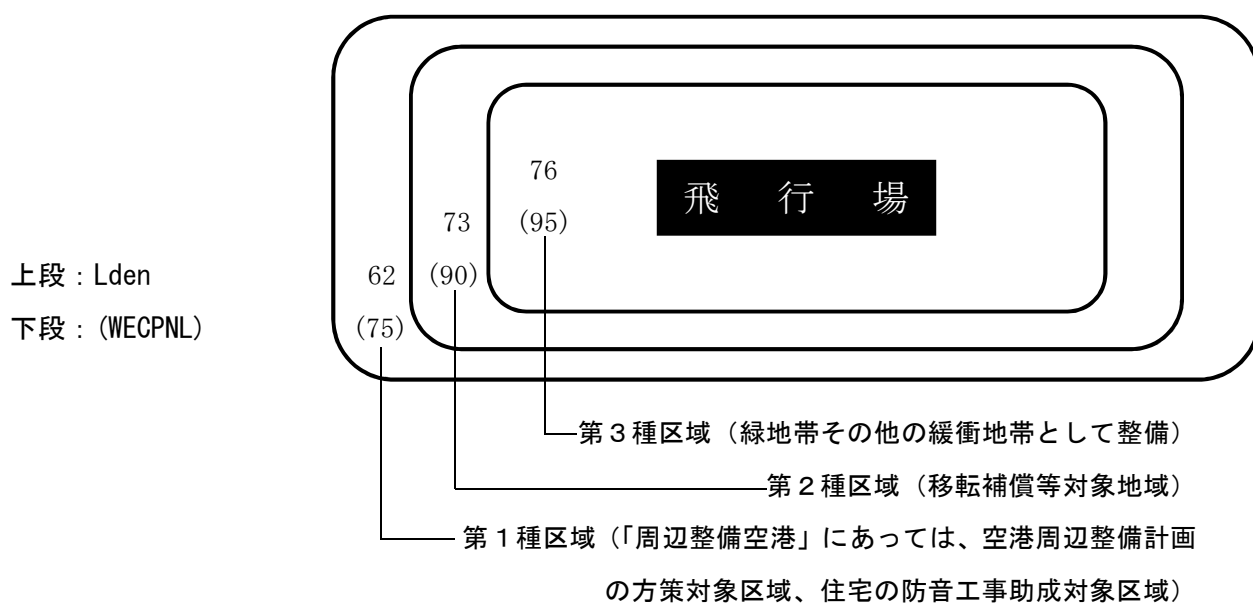 76
飛 行 場
73
(95)
上段：Lden
62
(90)
下段：(WECPNL)
(75)
第３種区域（緑地帯その他の緩衝地帯として整備）
第２種区域（移転補償等対象地域）
第１種区域（「周辺整備空港」にあっては、空港周辺整備計画
の方策対象区域、住宅の防音工事助成対象区域）